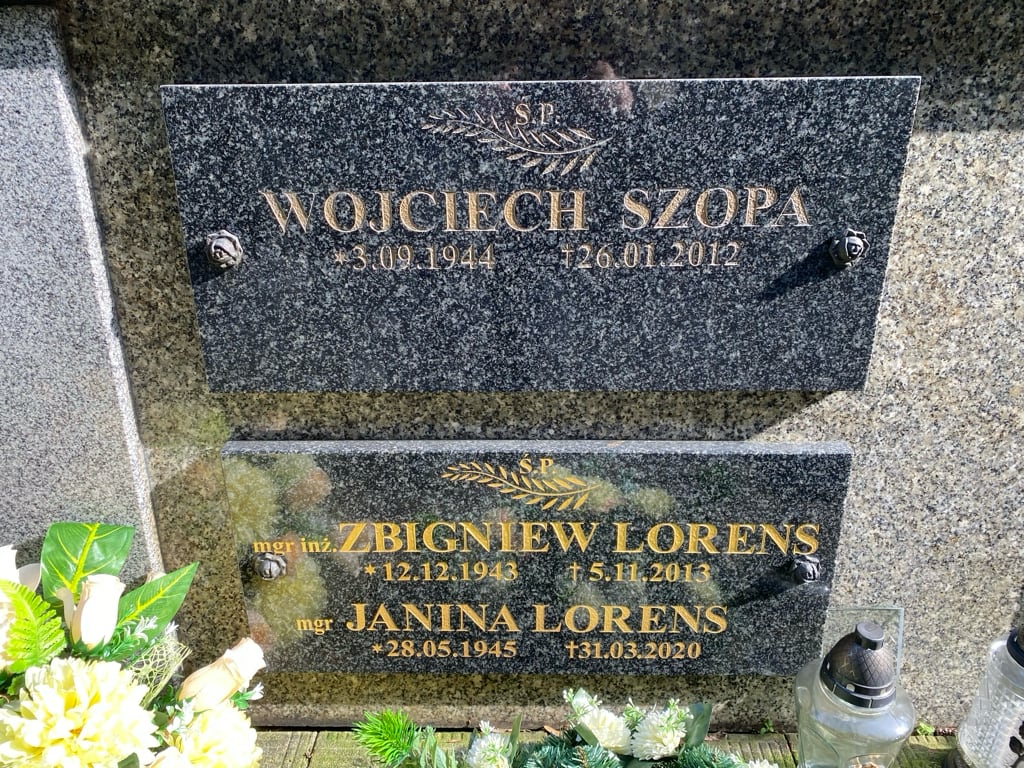 Ś.P.
WOJCIECH SZOPA
*3.09.1944 †26.01.2012
Ś.P.
mgr inż. ZBIGNIEW LORENS
*12.12.1943 †5.11.2013
mgr JANINA LORENS
*28.05.1945 †31.03.2020